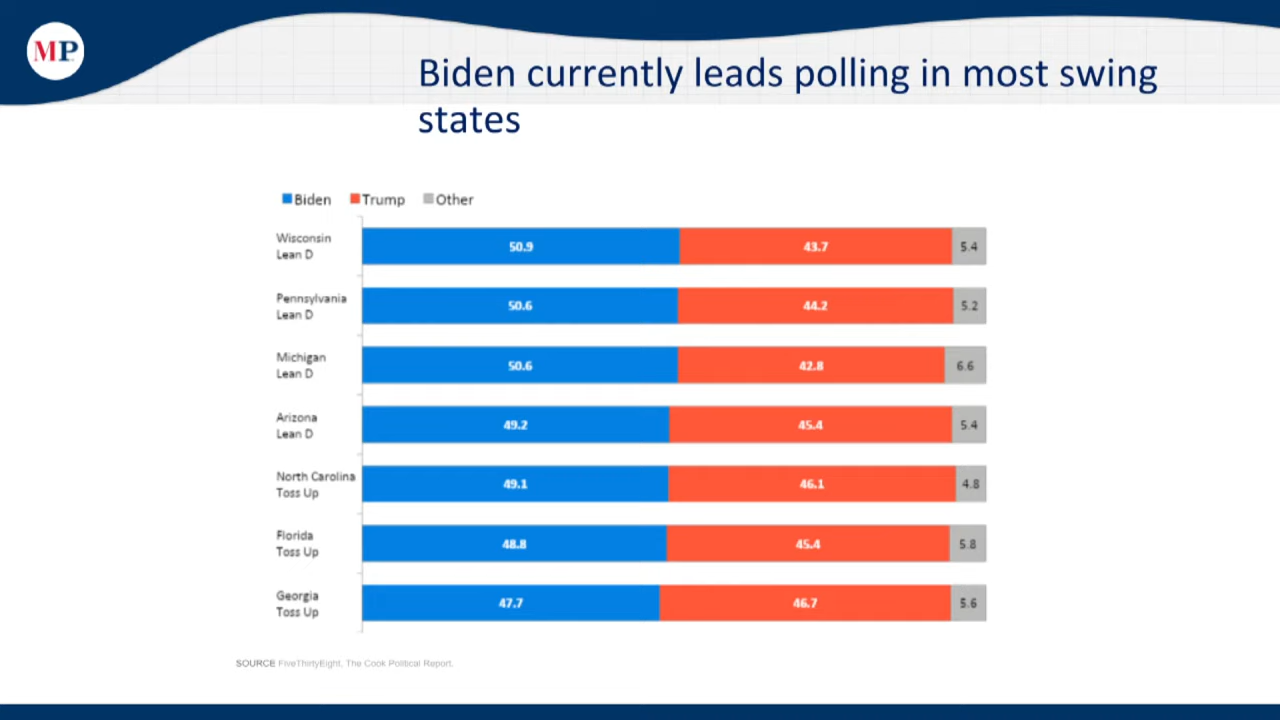 MP
Biden currently leads polling in most swing
states
Biden Trump Other
Wisconsin
Lean D
50.9 43.7 5.4
Pennsylvania
Lean D
50.6 44.2 5.2
Michigan
Lean D
50.6 42.8 6.6
Arizona
Lean D
49.2 45.4 5.4
North Carolina
Toss Up
49.1 46.1 4.8
Florida
Toss Up
48.8 45.4 5.8
Georgia
Toss Up
47.7 46.7 5.6
SOURCE FiveThirtyEight, The Cook Political Report.